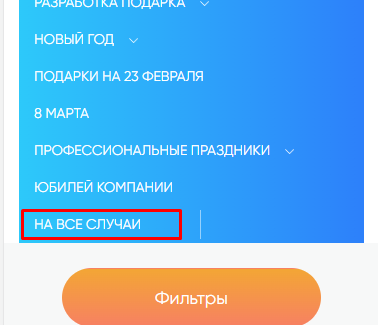 РАЗРАБОТКА ПОДАРКА
НОВЫЙ ГОД
ПОДАРКИ НА 23 ФЕВРАЛЯ
8 МАРТА
ПРОФЕССИОНАЛЬНЫЕ ПРАЗДНИКИ
ЮБИЛЕЙ КОМПАНИИ
НА ВСЕ СЛУЧАИ
Фильтры